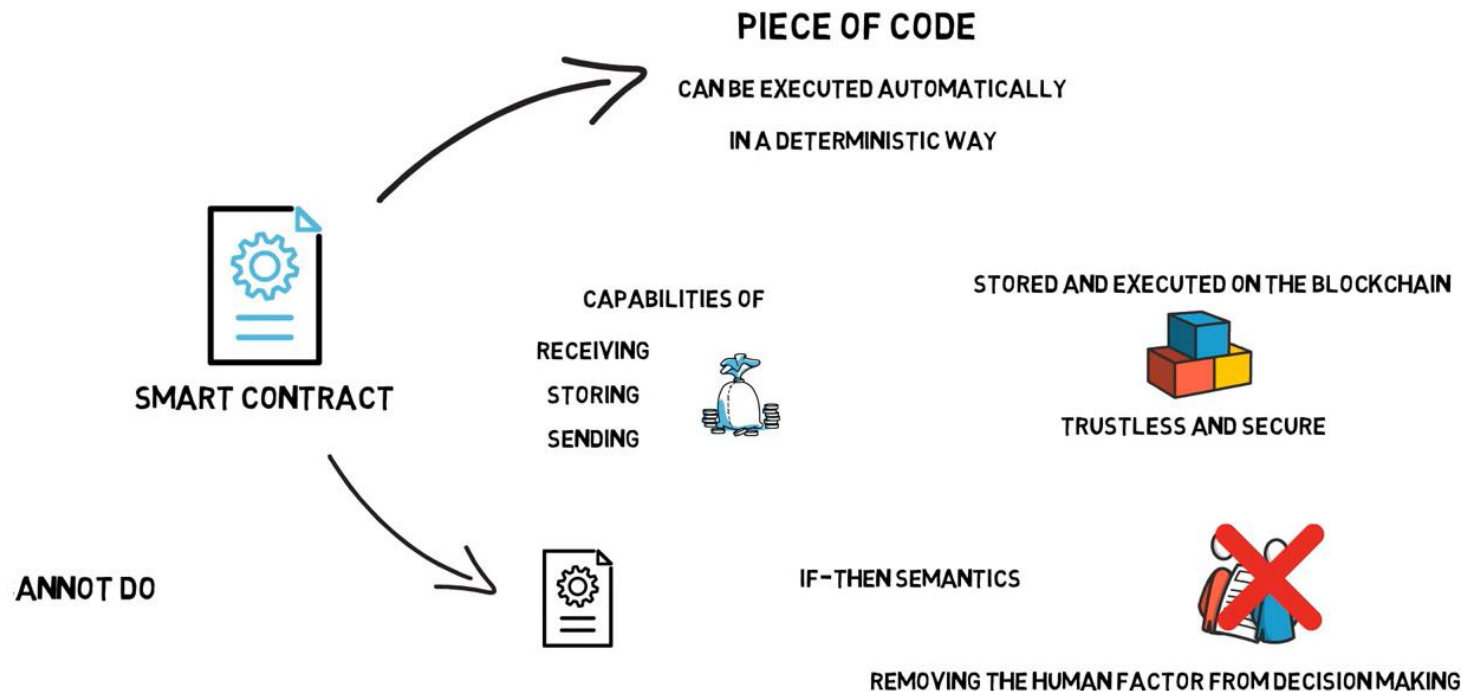 PIECE OF CODE
CAN BE EXECUTED AUTOMATICALLY
IN A DETERMINISTIC WAY
SMART CONTRACT
CAPABILITIES OF
RECEIVING
STORING
SENDING
STORED AND EXECUTED ON THE BLOCKCHAIN
TRUSTLESS AND SECURE
ANNOT DO
IF-THEN SEMANTICS
REMOVING THE HUMAN FACTOR FROM DECISION MAKING